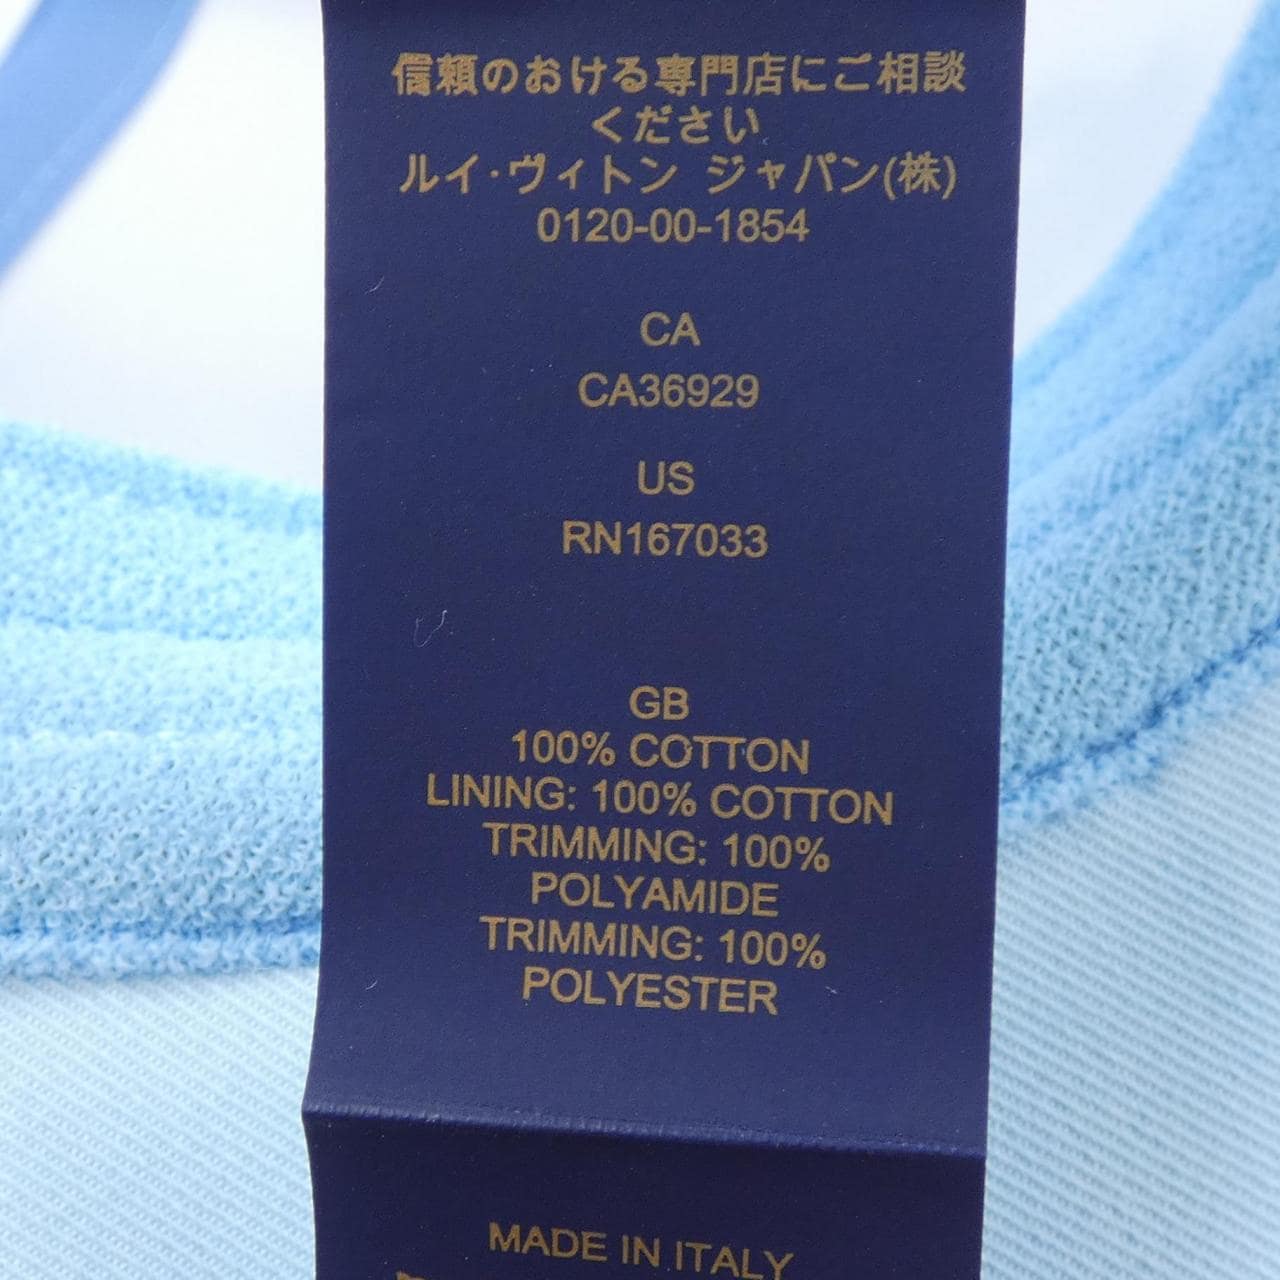 信頼のおける専門店にご相談
ください
ルイ・ヴィトン ジャパン(株)
0120-00-1854
CA
CA36929
US
RN167033
GB
100% COTTON
LINING: 100% COTTON
TRIMMING: 100%
POLYAMIDE
TRIMMING: 100%
POLYESTER
MADE IN ITALY